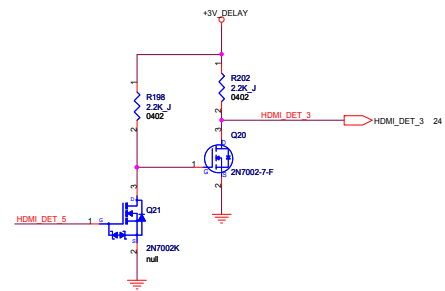 +3V_DELAY
1
1
R198
2.2K_J
0402
R202
2.2K_J
0402
2
2
HDMI_DET_3
HDMI_DET_3 24
3
Q20
D
1
G
S
2N7002-7-F
2
3
D
Q21
HDMI_DET_5
1
G
S
2N7002K
null
2